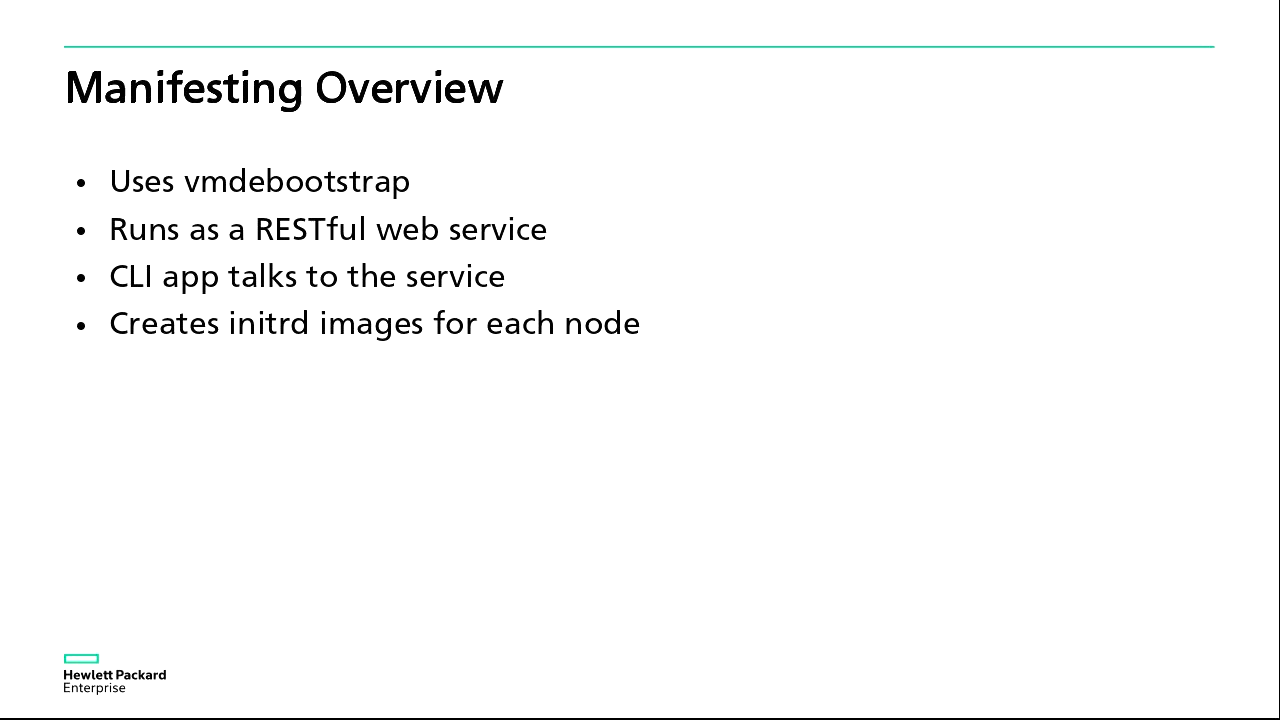 Manifesting Overview
• Uses vmdebootstrap
• Runs as a RESTful web service
• CLI app talks to the service
• Creates initrd images for each node
Hewlett Packard
Enterprise